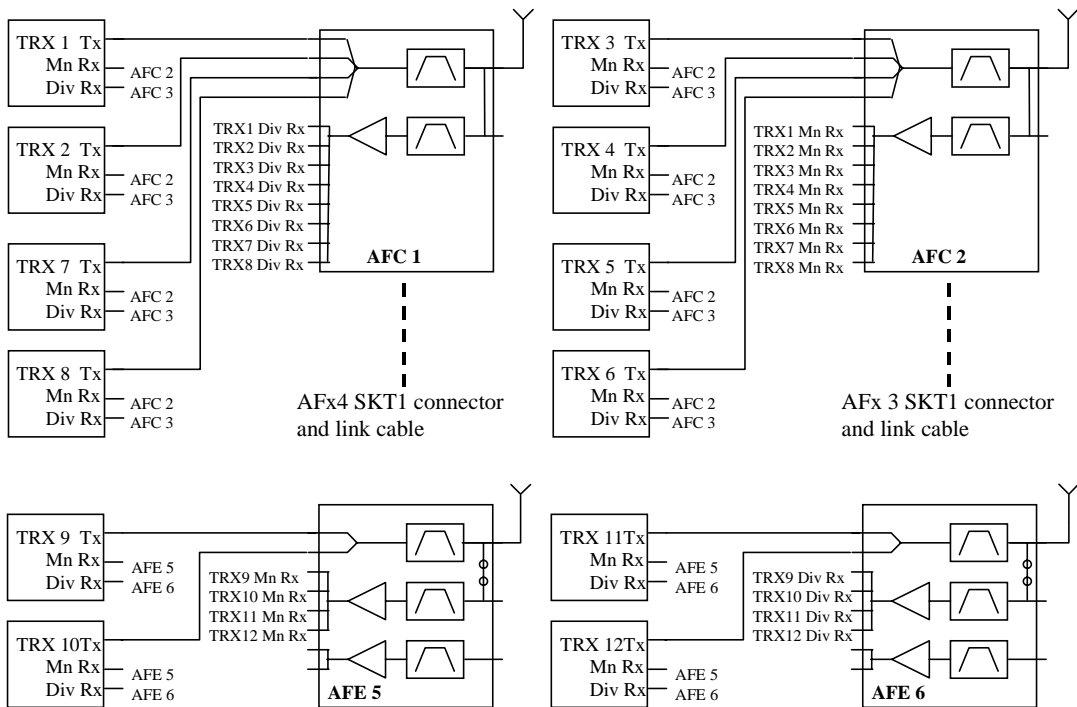 TRX 1 Tx
Mn Rx
Div Rx
AFC 2
AFC 3
TRX 2 Tx
Mn Rx
Div Rx
AFC 2
AFC 3
TRX 7 Tx
Mn Rx
Div Rx
AFC 2
AFC 3
TRX 8 Tx
Mn Rx
Div Rx
AFC 2
AFC 3
TRX1 Div Rx
TRX2 Div Rx
TRX3 Div Rx
TRX4 Div Rx
TRX5 Div Rx
TRX6 Div Rx
TRX7 Div Rx
TRX8 Div Rx
AFC 1
AFx4 SKT1 connector
and link cable
TRX 3 Tx
Mn Rx
Div Rx
AFC 2
AFC 3
TRX 4 Tx
Mn Rx
Div Rx
AFC 2
AFC 3
TRX 5 Tx
Mn Rx
Div Rx
AFC 2
AFC 3
TRX 6 Tx
Mn Rx
Div Rx
AFC 2
AFC 3
TRX1 Mn Rx
TRX2 Mn Rx
TRX3 Mn Rx
TRX4 Mn Rx
TRX5 Mn Rx
TRX6 Mn Rx
TRX7 Mn Rx
TRX8 Mn Rx
AFC 2
AFx 3 SKT1 connector
and link cable
TRX 9 Tx
Mn Rx
Div Rx
AFE 5
AFE 6
TRX 10Tx
Mn Rx
Div Rx
AFE 5
AFE 6
TRX9 Mn Rx
TRX10 Mn Rx
TRX11 Mn Rx
TRX12 Mn Rx
AFE 5
TRX 11Tx
Mn Rx
Div Rx
AFE 5
AFE 6
TRX 12Tx
Mn Rx
Div Rx
AFE 5
AFE 6
TRX9 Div Rx
TRX10 Div Rx
TRX11 Div Rx
TRX12 Div Rx
AFE 6